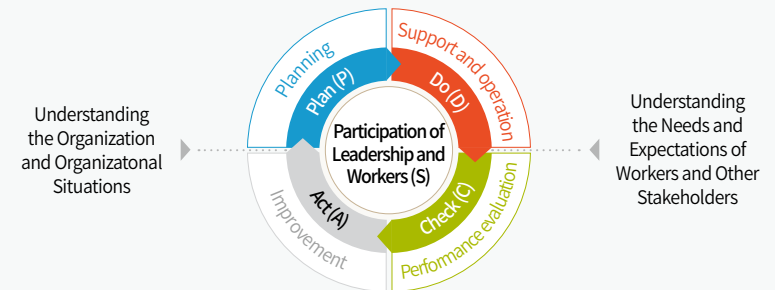 Understanding
the Organization
and Organizatonal
Situations
Planning
Plan (P)
Support and operation
Do (D)
Participation of
Leadership and
Workers (S)
Act (A)
Improvement
Check (C)
Performance evaluation
Understanding
the Needs and
Expectations of
Workers and Other
Stakeholders